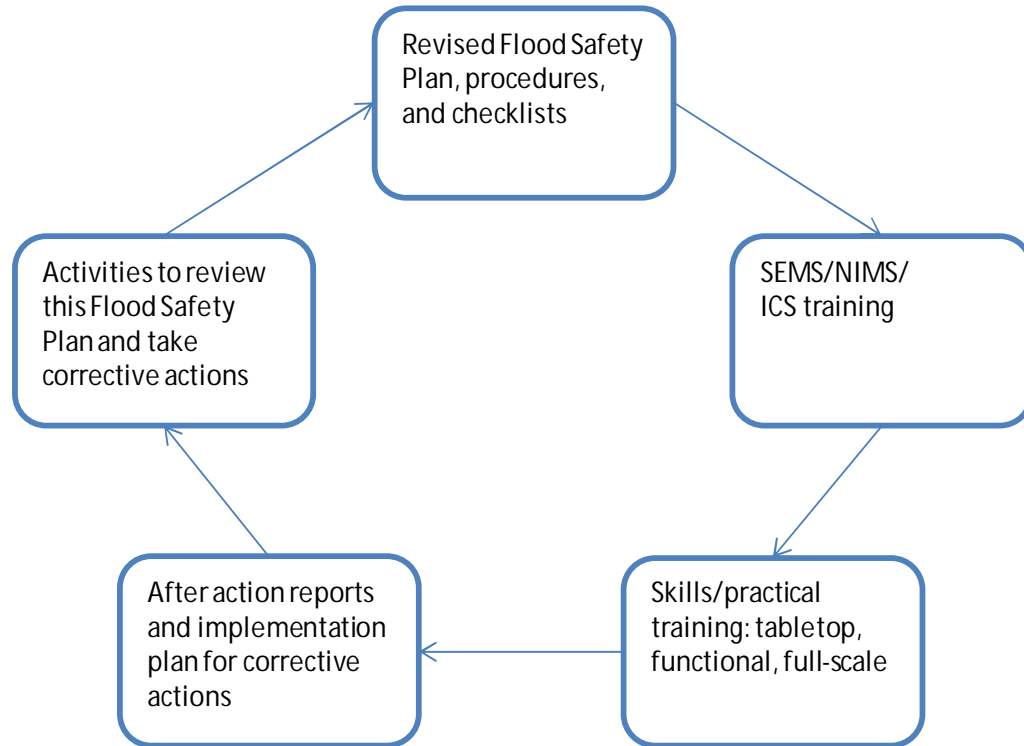 Revised Flood Safety
Plan, procedures,
and checklists
SEMS/NIMS/
ICS training
Skills/practical
training: tabletop,
functional, full-scale
After action reports
and implementation
plan for corrective
actions
Activities to review
this Flood Safety
Plan and take
corrective actions